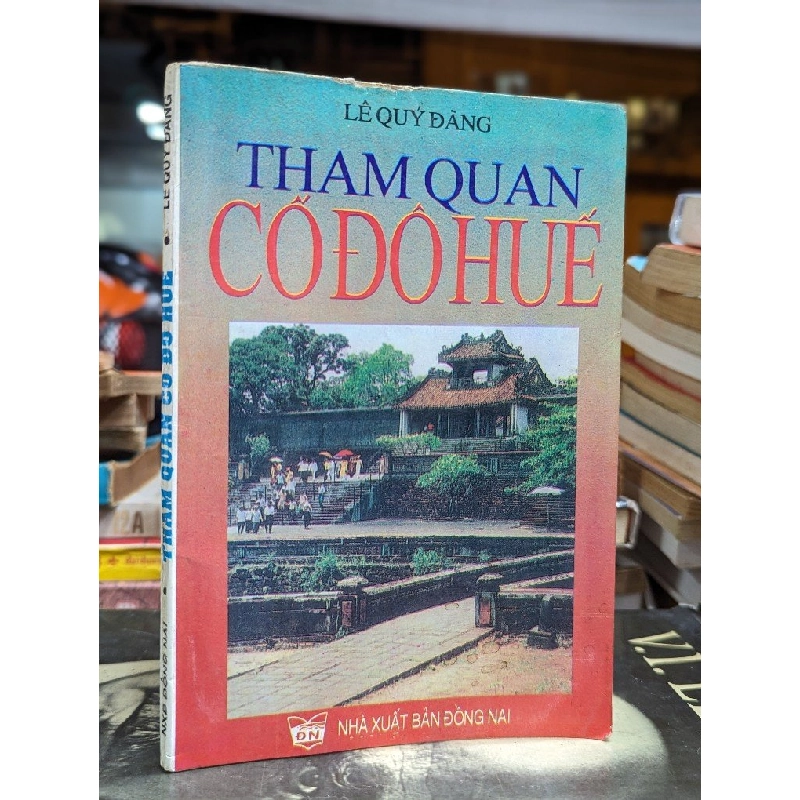 LÊ QUÝ ĐĂNG
THAM QUAN
CỐ ĐÔ HUẾ
ĐN
NHÀ XUẤT BẢN ĐỒNG NAI
NXB ĐỒNG NAI • THAM QUAN CỐ ĐÔ HUẾ • LÊ QUÝ ĐĂNG